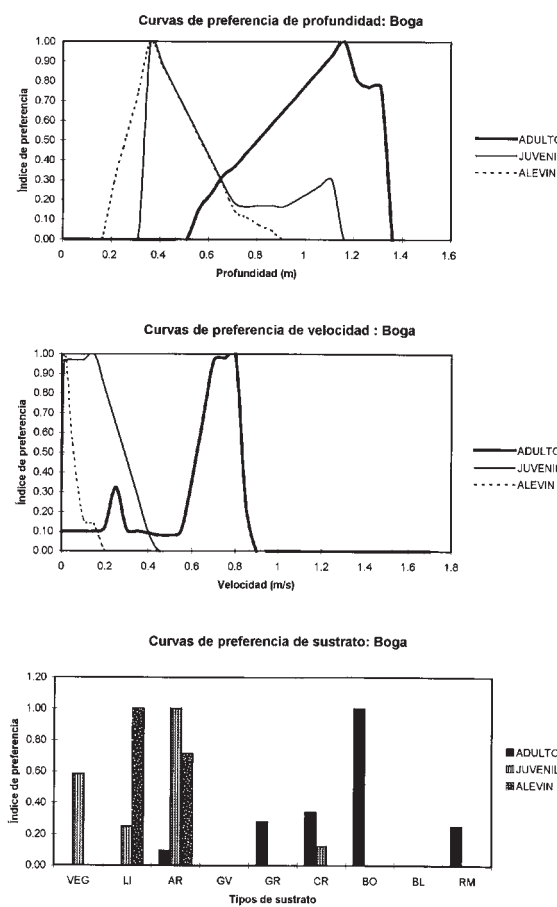 Curvas de preferencia de profundidad: Boga
1.00
0.90
0.80
0.70
0.60
0.50
0.40
0.30
0.20
0.10
0.00
Índice de preferencia
0 0.2 0.4 0.6 0.8 1 1.2 1.4 1.6
Profundidad (m)
ADULTO
JUVENIL
ALEVIN
Curvas de preferencia de velocidad : Boga
1.00
0.90
0.80
0.70
0.60
0.50
0.40
0.30
0.20
0.10
0.00
Índice de preferencia
0 0.2 0.4 0.6 0.8 1 1.2 1.4 1.6 1.8
Velocidad (m/s)
ADULTO
JUVENIL
ALEVIN
Curvas de preferencia de sustrato: Boga
1.20
1.00
0.80
0.60
0.40
0.20
0.00
Índice de preferencia
VEG LI AR GV GR CR BO BL RM
Tipos de sustrato
ADULTO
JUVENIL
ALEVIN